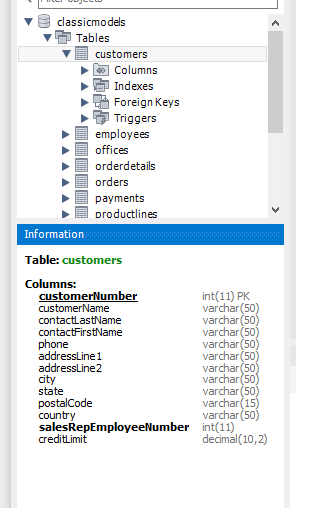 classicmodels
Tables
customers
Columns
Indexes
Foreign Keys
Triggers
employees
offices
orderdetails
orders
payments
productlines
Information
Table: customers
Columns:
customerNumber int(11) PK
customerName varchar(50)
contactLastName varchar(50)
contactFirstName varchar(50)
phone varchar(50)
addressLine1 varchar(50)
addressLine2 varchar(50)
city varchar(50)
state varchar(50)
postalCode varchar(15)
country varchar(50)
salesRepEmployeeNumber int(11)
creditLimit decimal(10,2)